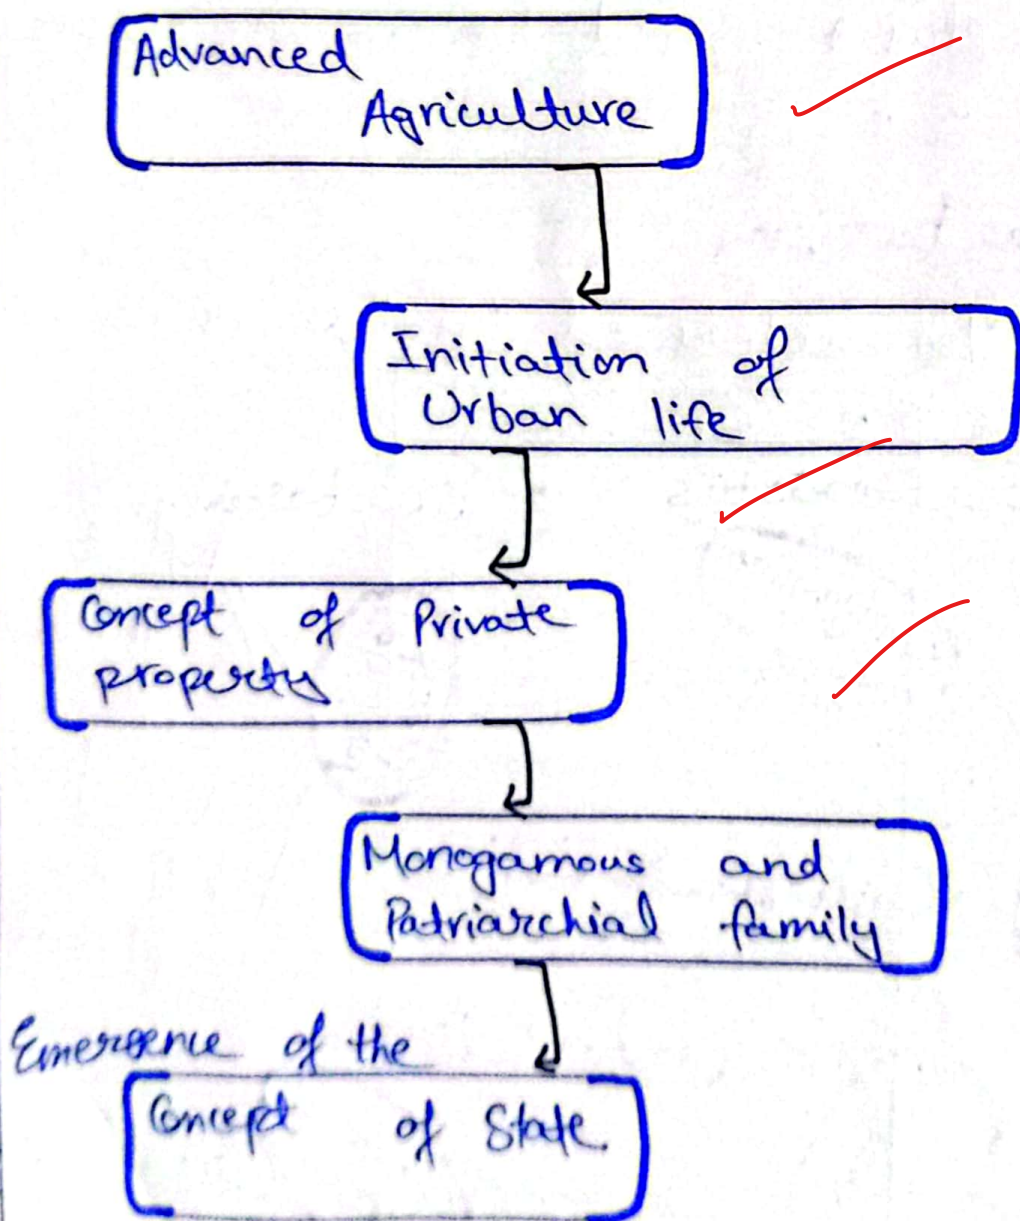 Advanced
Agriculture
Initiation of
Urban life
Concept of Private
property
Monogamous and
Patriarchial family
Emergence of the
Concept of State